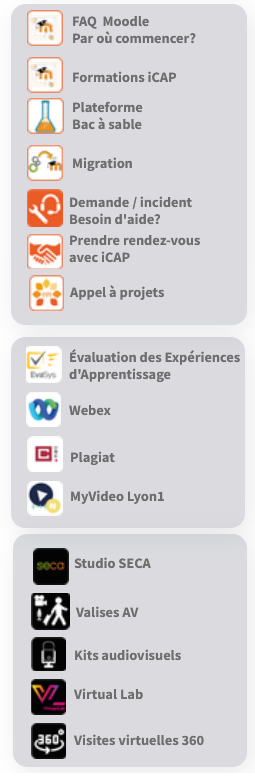 FAQ Moodle
Par où commencer?
Formations iCAP
Plateforme
Bac à sable
Migration
Demande / incident
Besoin d'aide?
Prendre rendez-vous
avec iCAP
Appel à projets
Évaluation des Expériences
d'Apprentissage
EvaSys
Webex
Plagiat
MyVideo Lyon1
seca
Studio SECA
Valises AV
Kits audiovisuels
Virtual Lab
360°
Visites virtuelles 360